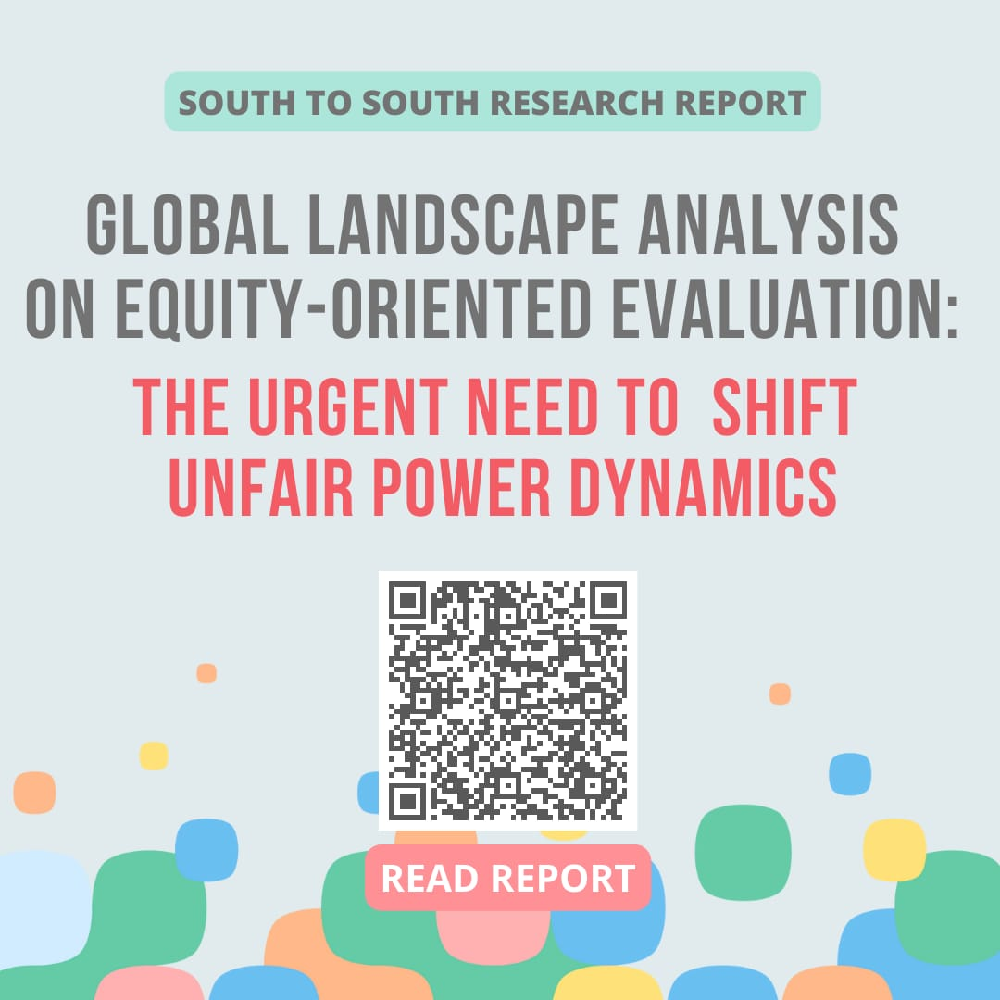 SOUTH TO SOUTH RESEARCH REPORT
GLOBAL LANDSCAPE ANALYSIS
ON EQUITY-ORIENTED EVALUATION:
THE URGENT NEED TO SHIFT
UNFAIR POWER DYNAMICS
READ REPORT